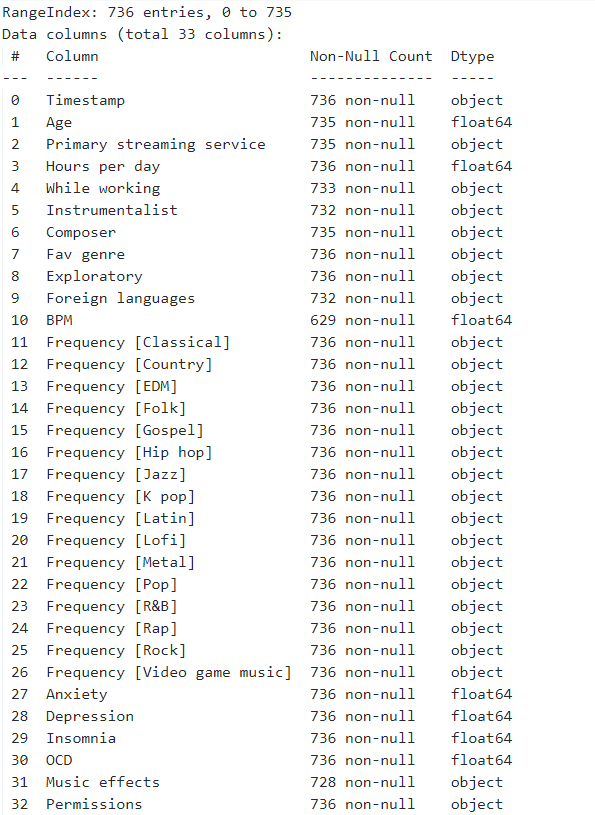 RangeIndex: 736 entries, 0 to 735
Data columns (total 33 columns):
 #   Column                        Non-Null Count  Dtype
---  ------                        --------------  -----
 0   Timestamp                     736 non-null    object
 1   Age                           735 non-null    float64
 2   Primary streaming service     735 non-null    object
 3   Hours per day                 736 non-null    float64
 4   While working                 733 non-null    object
 5   Instrumentalist               732 non-null    object
 6   Composer                      735 non-null    object
 7   Fav genre                     736 non-null    object
 8   Exploratory                   736 non-null    object
 9   Foreign languages             732 non-null    object
 10  BPM                           629 non-null    float64
 11  Frequency [Classical]         736 non-null    object
 12  Frequency [Country]           736 non-null    object
 13  Frequency [EDM]               736 non-null    object
 14  Frequency [Folk]              736 non-null    object
 15  Frequency [Gospel]            736 non-null    object
 16  Frequency [Hip hop]           736 non-null    object
 17  Frequency [Jazz]              736 non-null    object
 18  Frequency [K pop]             736 non-null    object
 19  Frequency [Latin]             736 non-null    object
 20  Frequency [Lofi]              736 non-null    object
 21  Frequency [Metal]             736 non-null    object
 22  Frequency [Pop]               736 non-null    object
 23  Frequency [R&B]               736 non-null    object
 24  Frequency [Rap]               736 non-null    object
 25  Frequency [Rock]              736 non-null    object
 26  Frequency [Video game music]  736 non-null    object
 27  Anxiety                       736 non-null    float64
 28  Depression                    736 non-null    float64
 29  Insomnia                      736 non-null    float64
 30  OCD                           736 non-null    float64
 31  Music effects                 728 non-null    object
 32  Permissions                   736 non-null    object